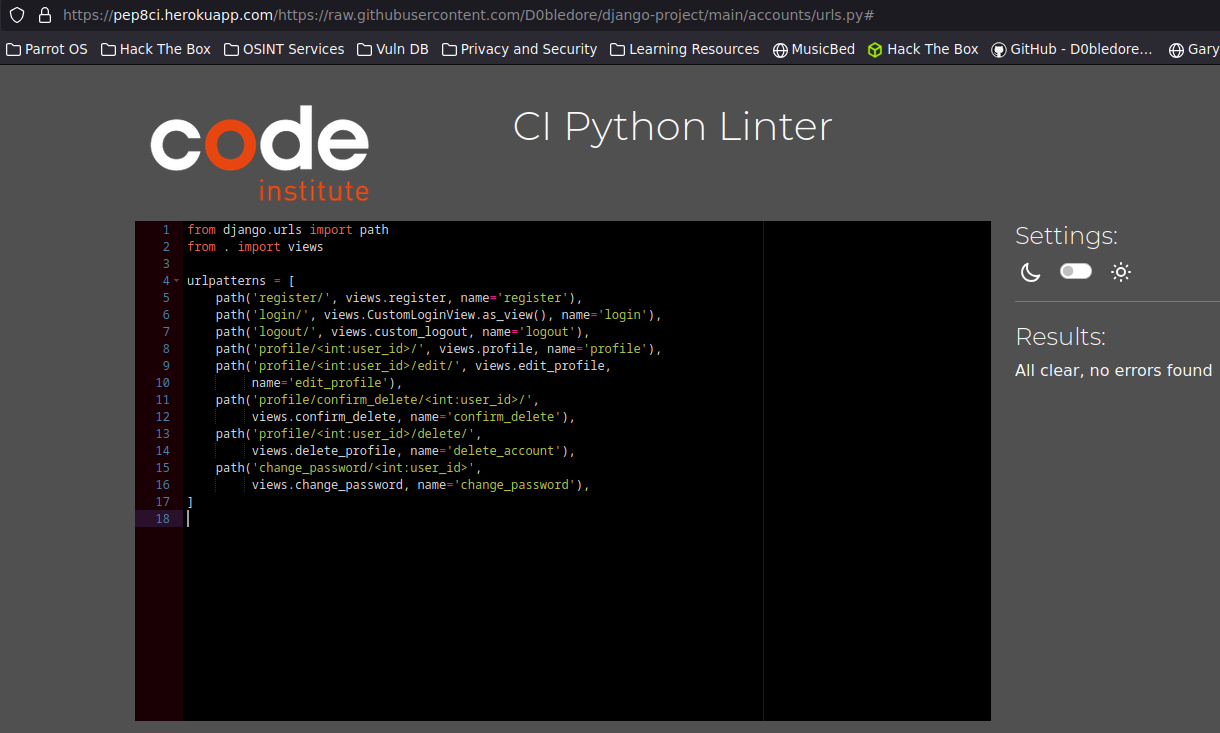 https://pep8ci.herokuapp.com/https://raw.githubusercontent.com/D0bledore/django-project/main/accounts/urls.py#
Parrot OS Hack The Box OSINT Services Vuln DB Privacy and Security Learning Resources MusicBed Hack The Box GitHub - D0bledore... Gary
code
institute
CI Python Linter
1 from django.urls import path
2 from . import views
3
4 urlpatterns = [
5     path('register/', views.register, name='register'),
6     path('login/', views.CustomLoginView.as_view(), name='login'),
7     path('logout/', views.custom_logout, name='logout'),
8     path('profile/<int:user_id>/', views.profile, name='profile'),
9     path('profile/<int:user_id>/edit/', views.edit_profile,
10          name='edit_profile'),
11     path('profile/confirm_delete/<int:user_id>/',
12          views.confirm_delete, name='confirm_delete'),
13     path('profile/<int:user_id>/delete/',
14          views.delete_profile, name='delete_account'),
15     path('change_password/<int:user_id>',
16          views.change_password, name='change_password'),
17 ]
18
Settings:
Results:
All clear, no errors found